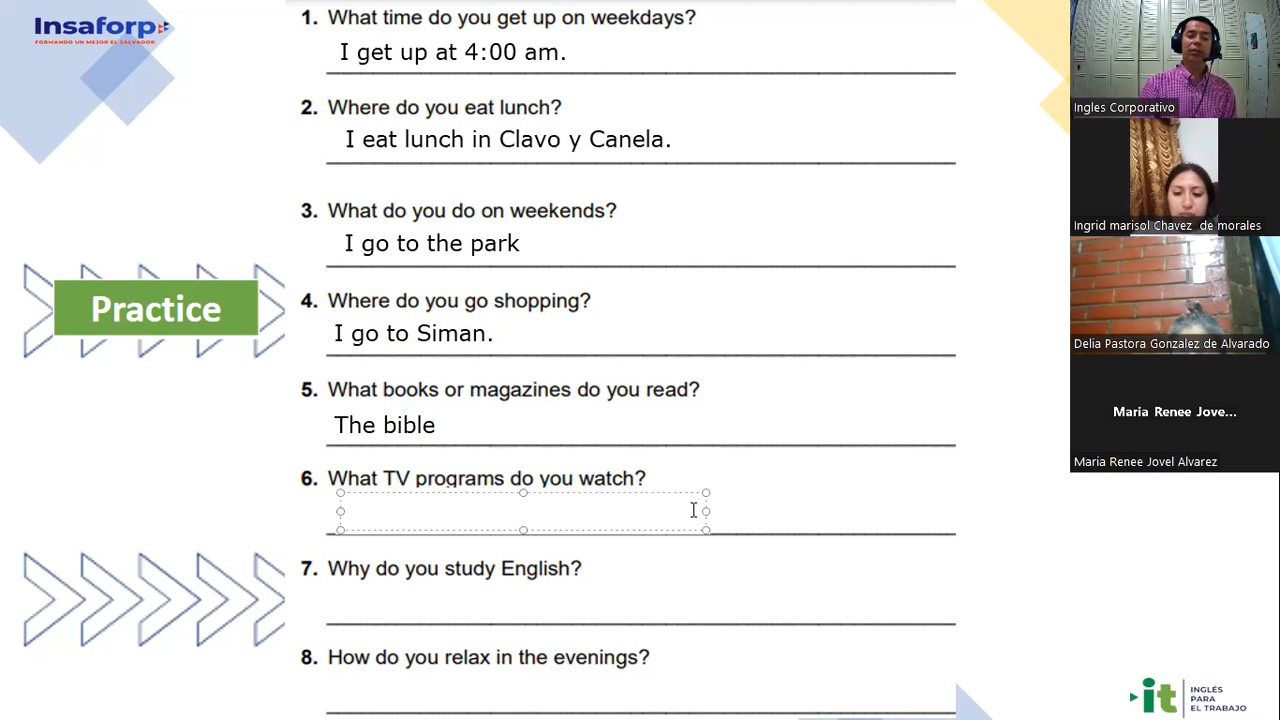 Insaforp
FORMANDO UN MEJOR EL SALVADOR
1. What time do you get up on weekdays?
I get up at 4:00 am.
2. Where do you eat lunch?
I eat lunch in Clavo y Canela.
3. What do you do on weekends?
I go to the park
4. Where do you go shopping?
I go to Siman.
5. What books or magazines do you read?
The bible
6. What TV programs do you watch?
7. Why do you study English?
8. How do you relax in the evenings?
Practice
Ingles Corporativo
Ingrid marisol Chavez de morales
Delia Pastora Gonzalez de Alvarado
Maria Renee Jove...
Maria Renee Jovel Alvarez
it
INGLÉS
PARA
EL TRABAJO